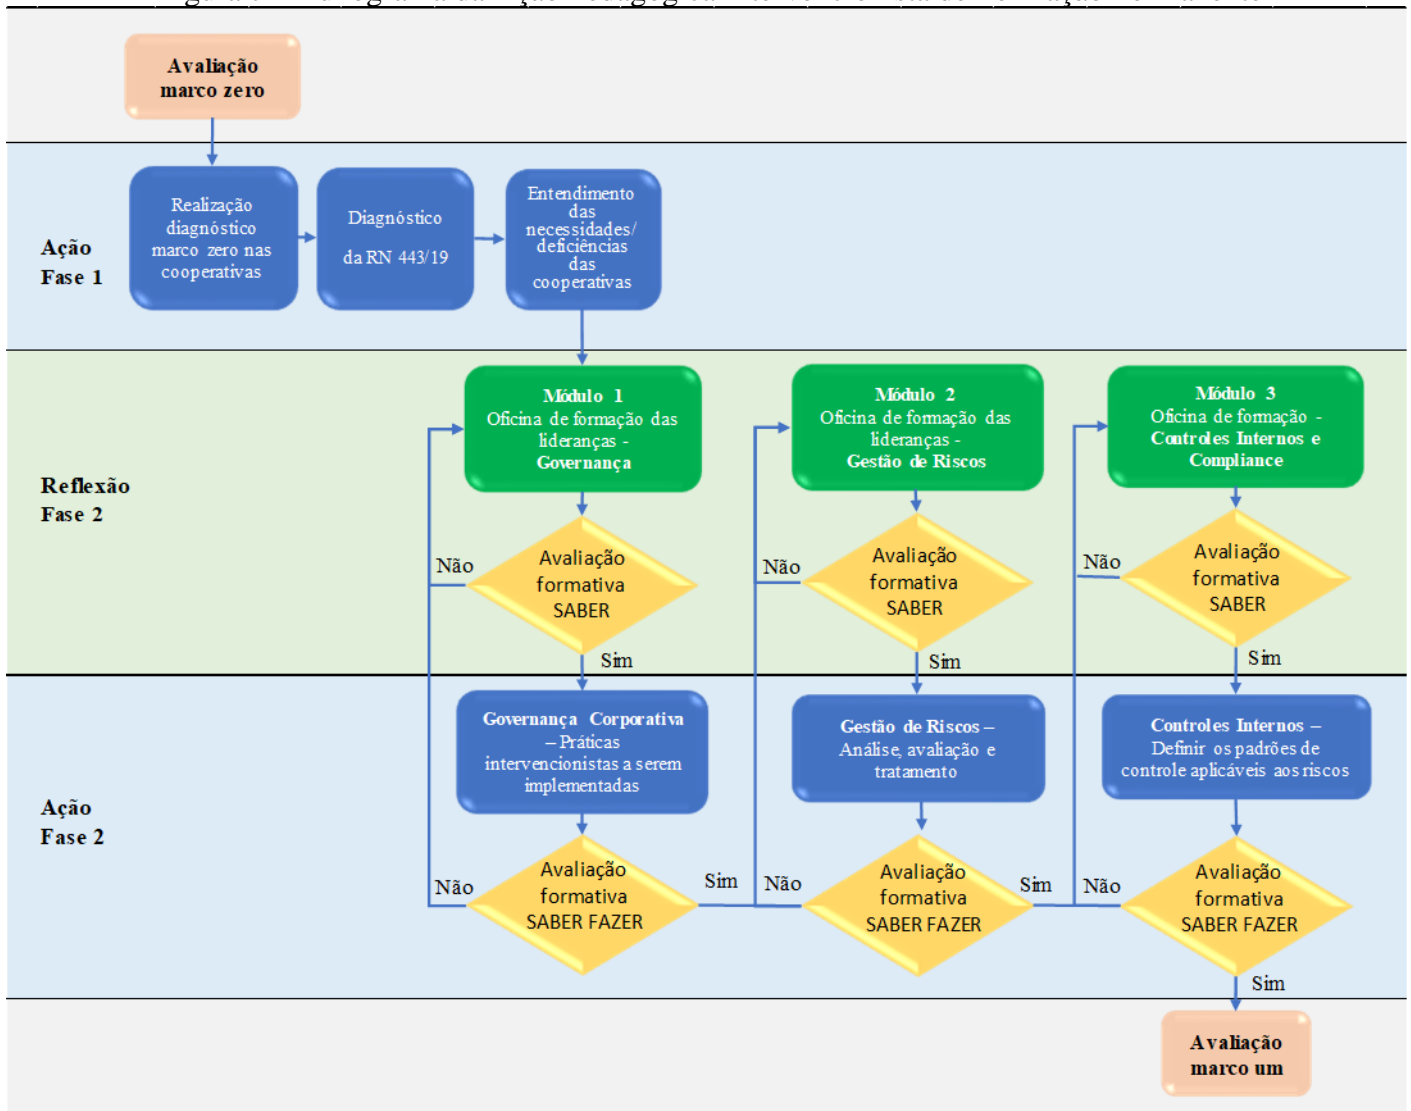 Avaliação
marco zero
Ação
Fase 1
Realização
diagnóstico
marco zero nas
cooperativas
Diagnóstico
da RN 443/19
Entendimento
das
necessidades/
deficiências
das
cooperativas
Reflexão
Fase 2
Módulo 1
Oficina de formação das
lideranças -
Governança
Módulo 2
Oficina de formação das
lideranças -
Gestão de Riscos
Módulo 3
Oficina de formação -
Controles Internos e
Compliance
Não
Avaliação
formativa
SABER
Sim
Não
Avaliação
formativa
SABER
Sim
Não
Avaliação
formativa
SABER
Sim
Ação
Fase 2
Governança Corporativa
– Práticas
intervencionistas a serem
implementadas
Gestão de Riscos –
Análise, avaliação e
tratamento
Controles Internos –
Definir os padrões de
controle aplicáveis aos riscos
Não
Avaliação
formativa
SABER FAZER
Sim
Não
Avaliação
formativa
SABER FAZER
Sim
Não
Avaliação
formativa
SABER FAZER
Sim
Avaliação
marco um